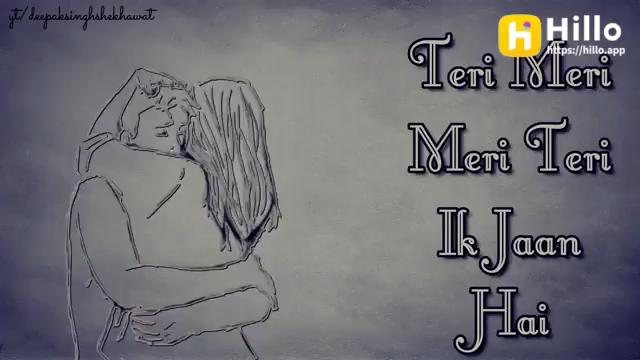 yt/deepaksinghshekhawat
Hillo
https://hillo.app
Teri Meri
Meri Teri
Ik Jaan
Hai